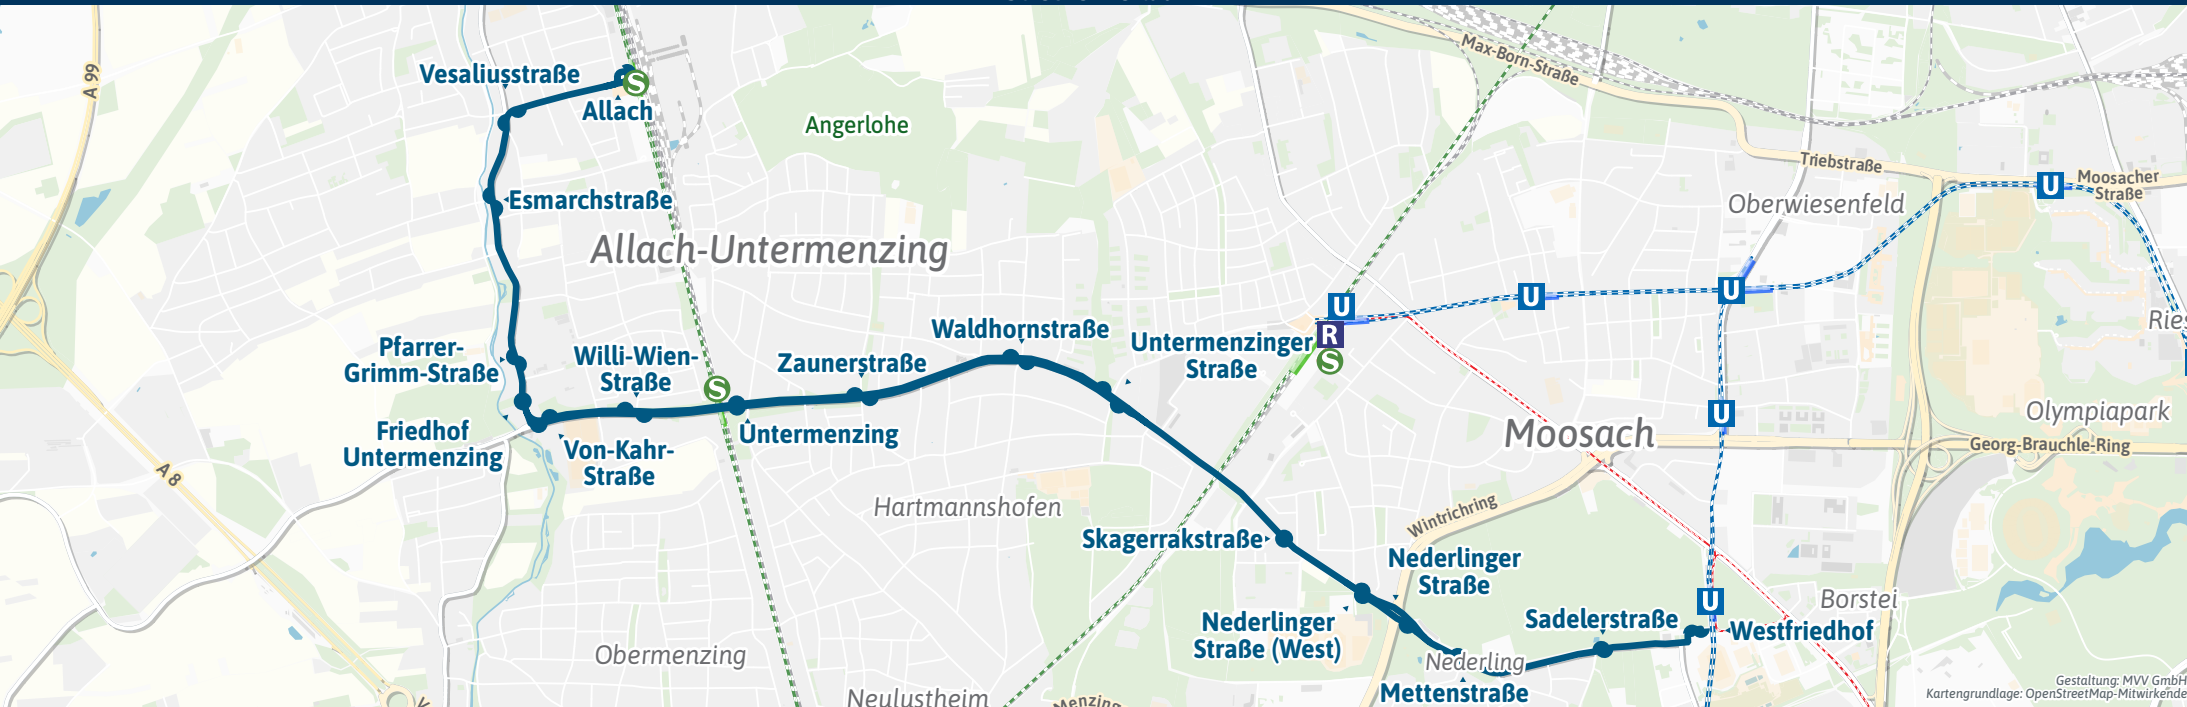 A 99
Max-Born-Straße
Vesaliusstraße
S
Allach
Angerlohe
Triebstraße
U
Moosacher
Straße
Esmarchstraße
Oberwiesenfeld
Allach-Untermenzing
U
U
U
R
S
Waldhornstraße
Untermenzinger
Straße
Pfarrer-
Grimm-Straße
Willi-Wien-
Straße
Zaunerstraße
S
U
Olympiapark
Friedhof
Untermenzing
Untermenzing
Moosach
Georg-Brauchle-Ring
Von-Kahr-
Straße
A 8
Hartmannshofen
Wintrichring
Skagerrakstraße
Nederlinger
Straße
U
Borstei
Nederlinger
Straße (West)
Sadelerstraße
Westfriedhof
Obermenzing
Nederling
Mettenstraße
Neulustheim
Menzing
Gestaltung: MVV GmbH
Kartengrundlage: OpenStreetMap-Mitwirkende